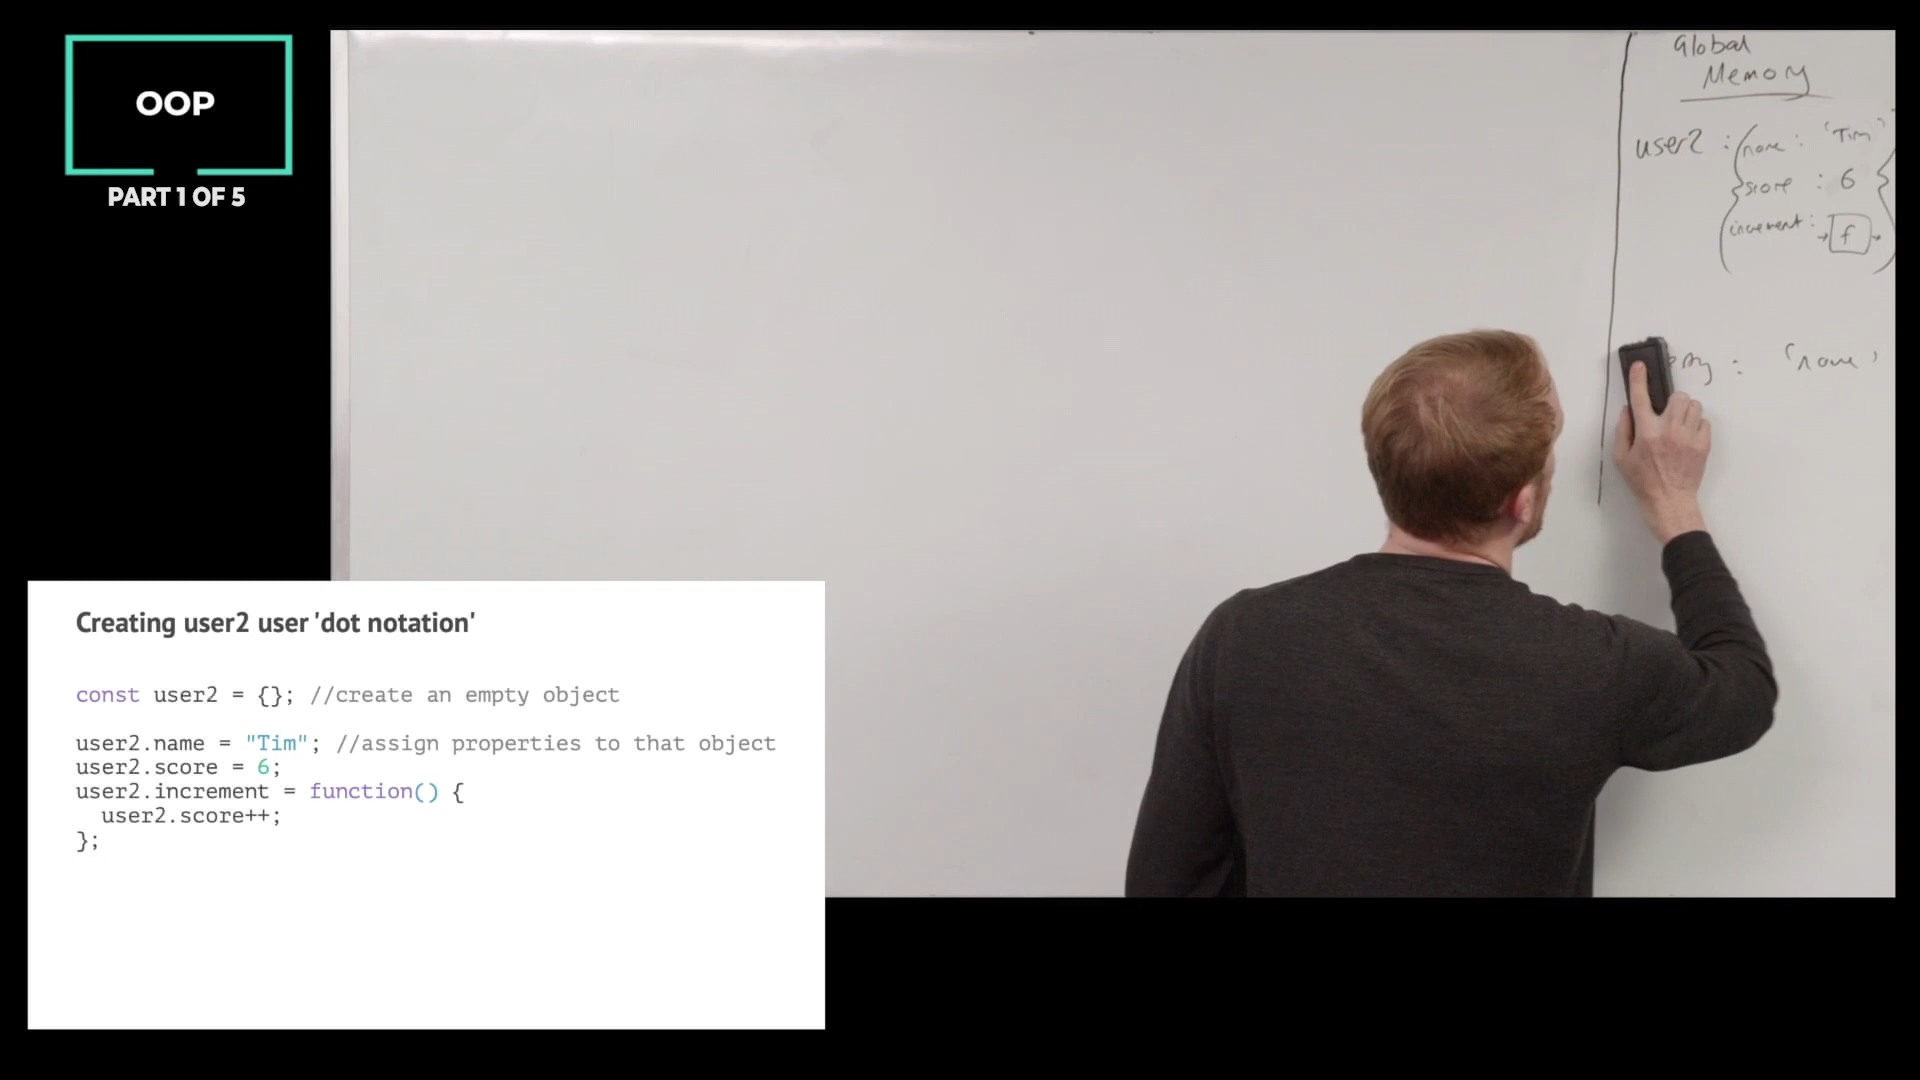 OOP
PART 1 OF 5
Global
Memory
user2 : name : 'Tim'
score : 6
increment : f
: 'name'
Creating user2 user 'dot notation'
const user2 = {}; //create an empty object
user2.name = "Tim"; //assign properties to that object
user2.score = 6;
user2.increment = function() {
user2.score++;
};